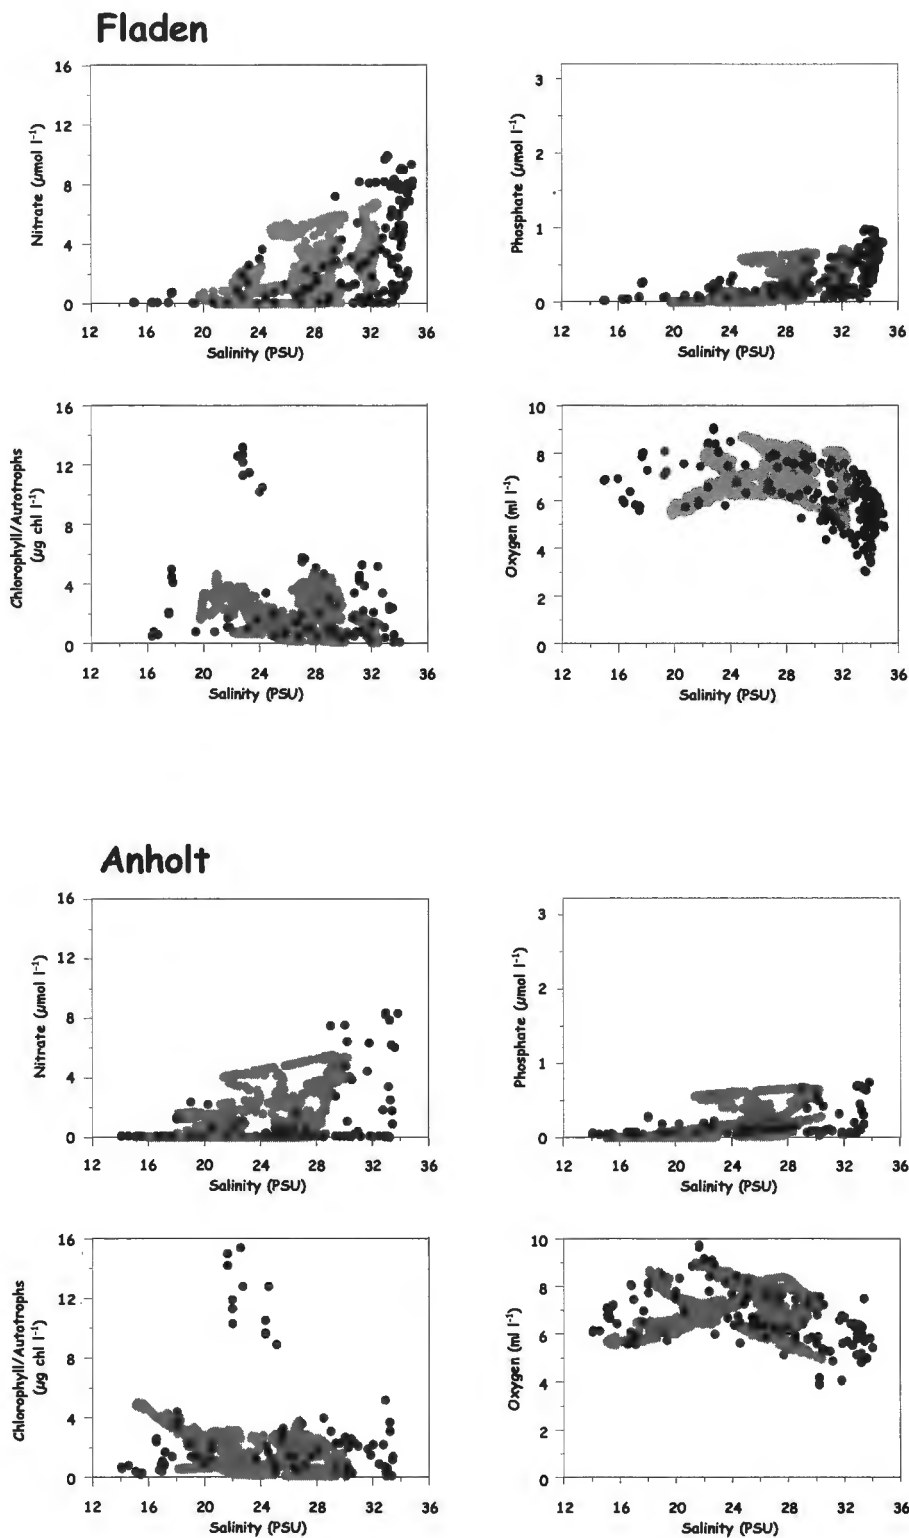 Fladen
16
12
8
4
0
Nitrate (µmol l⁻¹)
12 16 20 24 28 32 36
Salinity (PSU)
3
2
1
0
Phosphate (µmol l⁻¹)
12 16 20 24 28 32 36
Salinity (PSU)
16
12
8
4
0
Chlorophyll/Autotrophs
(µg chl l⁻¹)
12 16 20 24 28 32 36
Salinity (PSU)
10
8
6
4
2
0
Oxygen (ml l⁻¹)
12 16 20 24 28 32 36
Salinity (PSU)
Anholt
16
12
8
4
0
Nitrate (µmol l⁻¹)
12 16 20 24 28 32 36
Salinity (PSU)
3
2
1
0
Phosphate (µmol l⁻¹)
12 16 20 24 28 32 36
Salinity (PSU)
16
12
8
4
0
Chlorophyll/Autotrophs
(µg chl l⁻¹)
12 16 20 24 28 32 36
Salinity (PSU)
10
8
6
4
2
0
Oxygen (ml l⁻¹)
12 16 20 24 28 32 36
Salinity (PSU)